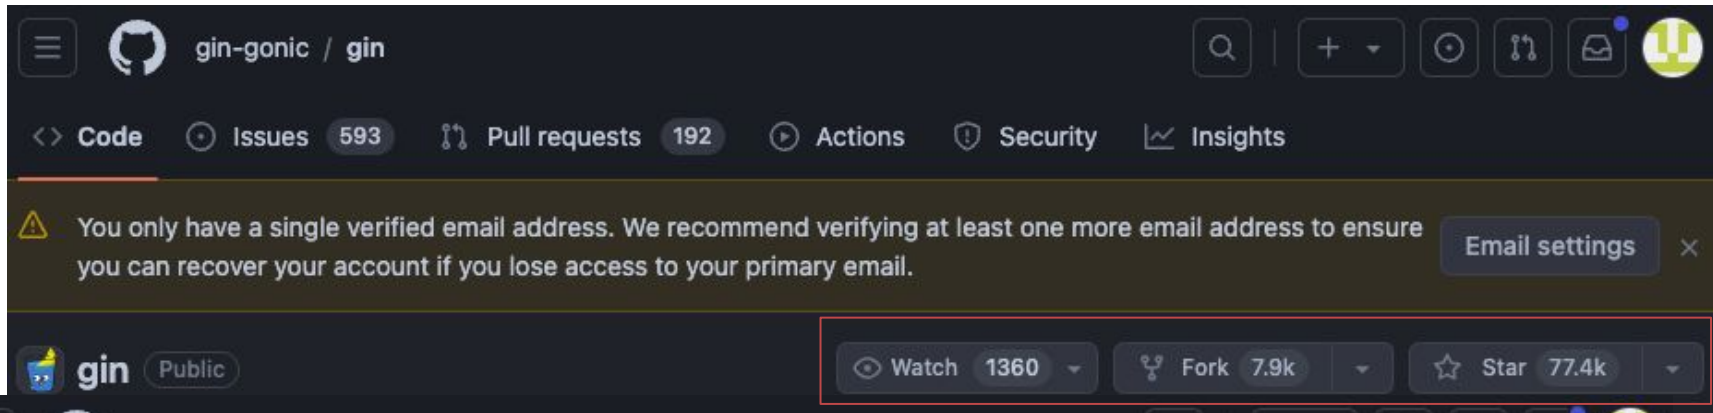 gin-gonic / gin
Code Issues 593 Pull requests 192 Actions Security Insights
You only have a single verified email address. We recommend verifying at least one more email address to ensure
you can recover your account if you lose access to your primary email.
Email settings
gin Public Watch 1360 Fork 7.9k Star 77.4k